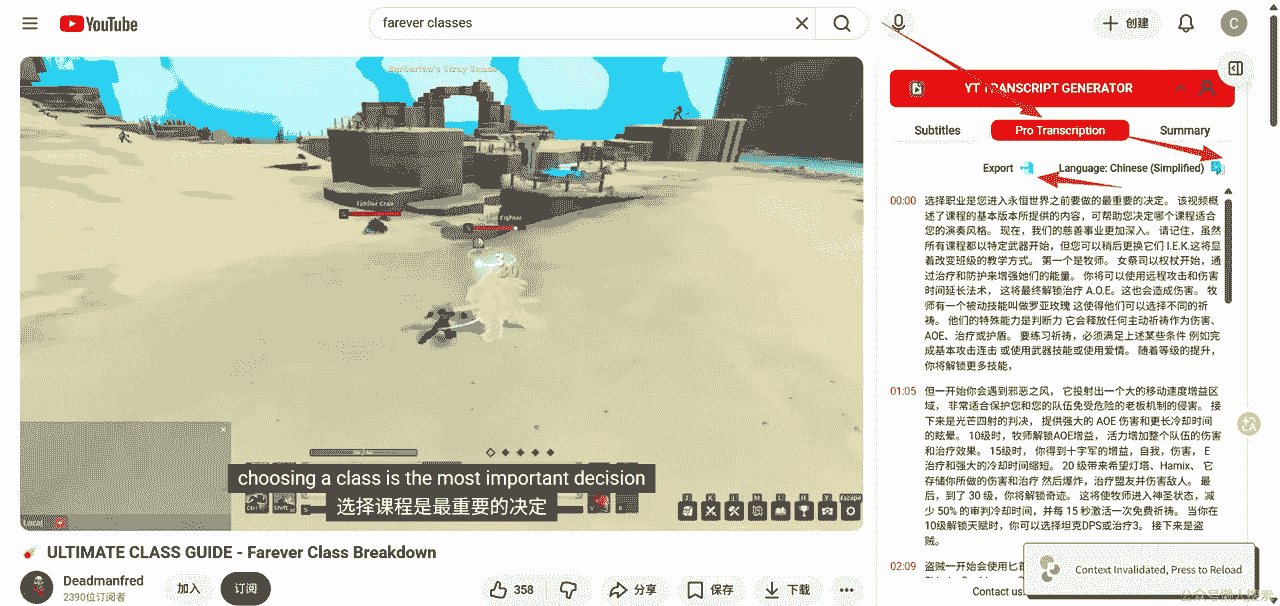 YouTube
farever classes
创建
C
Barbarian's Stray Sands
Fiddler Crab
3
30
choosing a class is the most important decision
选择课程是最重要的决定
Local
Ctrl
Shift
Escape
ULTIMATE CLASS GUIDE - Farever Class Breakdown
Deadmanfred
2390位订阅者
加入
订阅
358
分享
保存
下载
YT TRANSCRIPT GENERATOR
Subtitles
Pro Transcription
Summary
Export
Language: Chinese (Simplified)
00:00
选择职业是您进入永恒世界之前要做的最重要的决定。 该视频概
述了课程的基本版本所提供的内容，可帮助您决定哪个课程适合
您的演奏风格。 现在，我们的慈善事业更加深入。 请记住，虽然
所有课程都以特定武器开始，但您可以稍后更换它们 I.E.K.这将显
着改变班级的教学方式。 第一个是牧师。 女祭司以权杖开始，通
过治疗和防护来增强她们的能量。 你将可以使用远程攻击和伤害
时间延长法术， 这将最终解锁治疗 A.O.E。这也会造成伤害。 牧
师有一个被动技能叫做罗亚玫瑰 这使得他们可以选择不同的祈
祷。 他们的特殊能力是判断力 它会释放任何主动祈祷作为伤害、
AOE、治疗或护盾。 要练习祈祷，必须满足上述某些条件 例如完
成基本攻击连击 或使用武器技能或使用爱情。 随着等级的提升，
你将解锁更多技能，
01:05
但一开始你会遇到邪恶之风， 它投射出一个大的移动速度增益区
域， 非常适合保护您和您的队伍免受危险的老板机制的侵害。 接
下来是光芒四射的判决， 提供强大的 AOE 伤害和更长冷却时间
的眩晕。 10级时，牧师解锁AOE增益， 活力增加整个队伍的伤害
和治疗效果。 15级时， 你得到十字军的增益，自我，伤害， E
治疗和强大的冷却时间缩短。 20 级带来希望灯塔、Hamix、 它
存储你所做的伤害和治疗 然后爆炸，治疗盟友并伤害敌人。 最
后，到了 30 级，你将解锁奇迹。 这将使牧师进入神圣状态，减
少 50% 的审判冷却时间，并每 15 秒激活一次免费祈祷。 当你在
10级解锁天赋时，你可以选择坦克DPS或治疗3。 接下来是盗
贼。
02:09
盗贼一开始会使用匕首
Contact us
Context Invalidated, Press to Reload
公众号懒人搜索